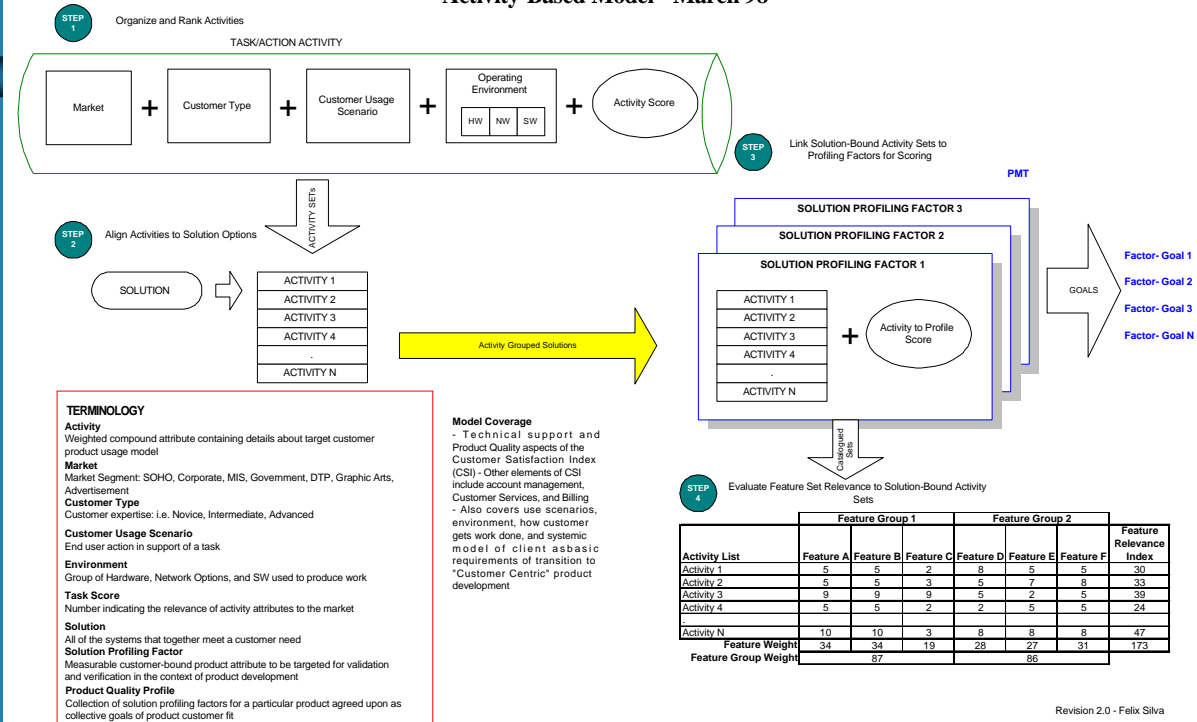 Activity Based Model - March 98
STEP
1
Organize and Rank Activities
TASK/ACTION ACTIVITY
Market
+
Customer Type
+
Customer Usage
Scenario
+
Operating
Environment
HW NW SW
+
Activity Score
ACTIVITY SETs
STEP
2
Align Activities to Solution Options
SOLUTION
ACTIVITY 1
ACTIVITY 2
ACTIVITY 3
ACTIVITY 4
.
ACTIVITY N
Activity Grouped Solutions
STEP
3
Link Solution-Bound Activity Sets to
Profiling Factors for Scoring
PMT
SOLUTION PROFILING FACTOR 3
SOLUTION PROFILING FACTOR 2
SOLUTION PROFILING FACTOR 1
ACTIVITY 1
ACTIVITY 2
ACTIVITY 3
ACTIVITY 4
.
ACTIVITY N
+
Activity to Profile
Score
GOALS
Factor- Goal 1
Factor- Goal 2
Factor- Goal 3
Factor- Goal N
Catalogued
Sets
TERMINOLOGY
Activity
Weighted compound attribute containing details about target customer
product usage model
Market
Market Segment: SOHO, Corporate, MIS, Government, DTP, Graphic Arts,
Advertisement
Customer Type
Customer expertise: i.e. Novice, Intermediate, Advanced
Customer Usage Scenario
End user action in support of a task
Environment
Group of Hardware, Network Options, and SW used to produce work
Task Score
Number indicating the relevance of activity attributes to the market
Solution
All of the systems that together meet a customer need
Solution Profiling Factor
Measurable customer-bound product attribute to be targeted for validation
and verification in the context of product development
Product Quality Profile
Collection of solution profiling factors for a particular product agreed upon as
collective goals of product customer fit
Model Coverage
- Technical support and
Product Quality aspects of the
Customer Satisfaction Index
(CSI) - Other elements of CSI
include account management,
Customer Services, and Billing
- Also covers use scenarios,
environment, how customer
gets work done, and systemic
model of client asbasic
requirements of transition to
"Customer Centric" product
development
STEP
4
Evaluate Feature Set Relevance to Solution-Bound Activity
Sets
Feature Group 1 Feature Group 2
Activity List Feature A Feature B Feature C Feature D Feature E Feature F Feature Relevance Index
Activity 1 5 5 2 8 5 5 30
Activity 2 5 5 3 5 7 8 33
Activity 3 9 9 9 5 2 5 39
Activity 4 5 5 2 2 5 5 24
.
Activity N 10 10 3 8 8 8 47
Feature Weight 34 34 19 28 27 31 173
Feature Group Weight 87 86
Revision 2.0 - Felix Silva